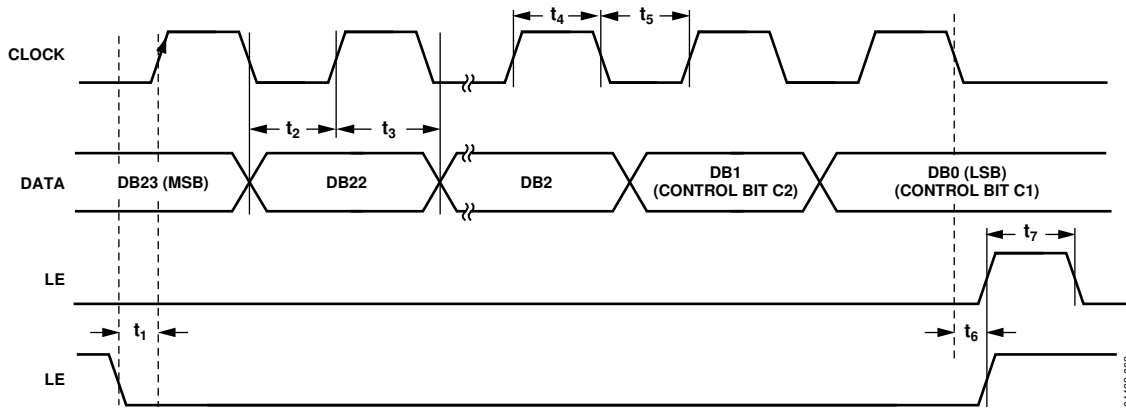 t4 t5
CLOCK
t2 t3
DATA
DB23 (MSB) DB22 DB2 DB1 (CONTROL BIT C2) DB0 (LSB) (CONTROL BIT C1)
t7
LE
t1 t6
LE